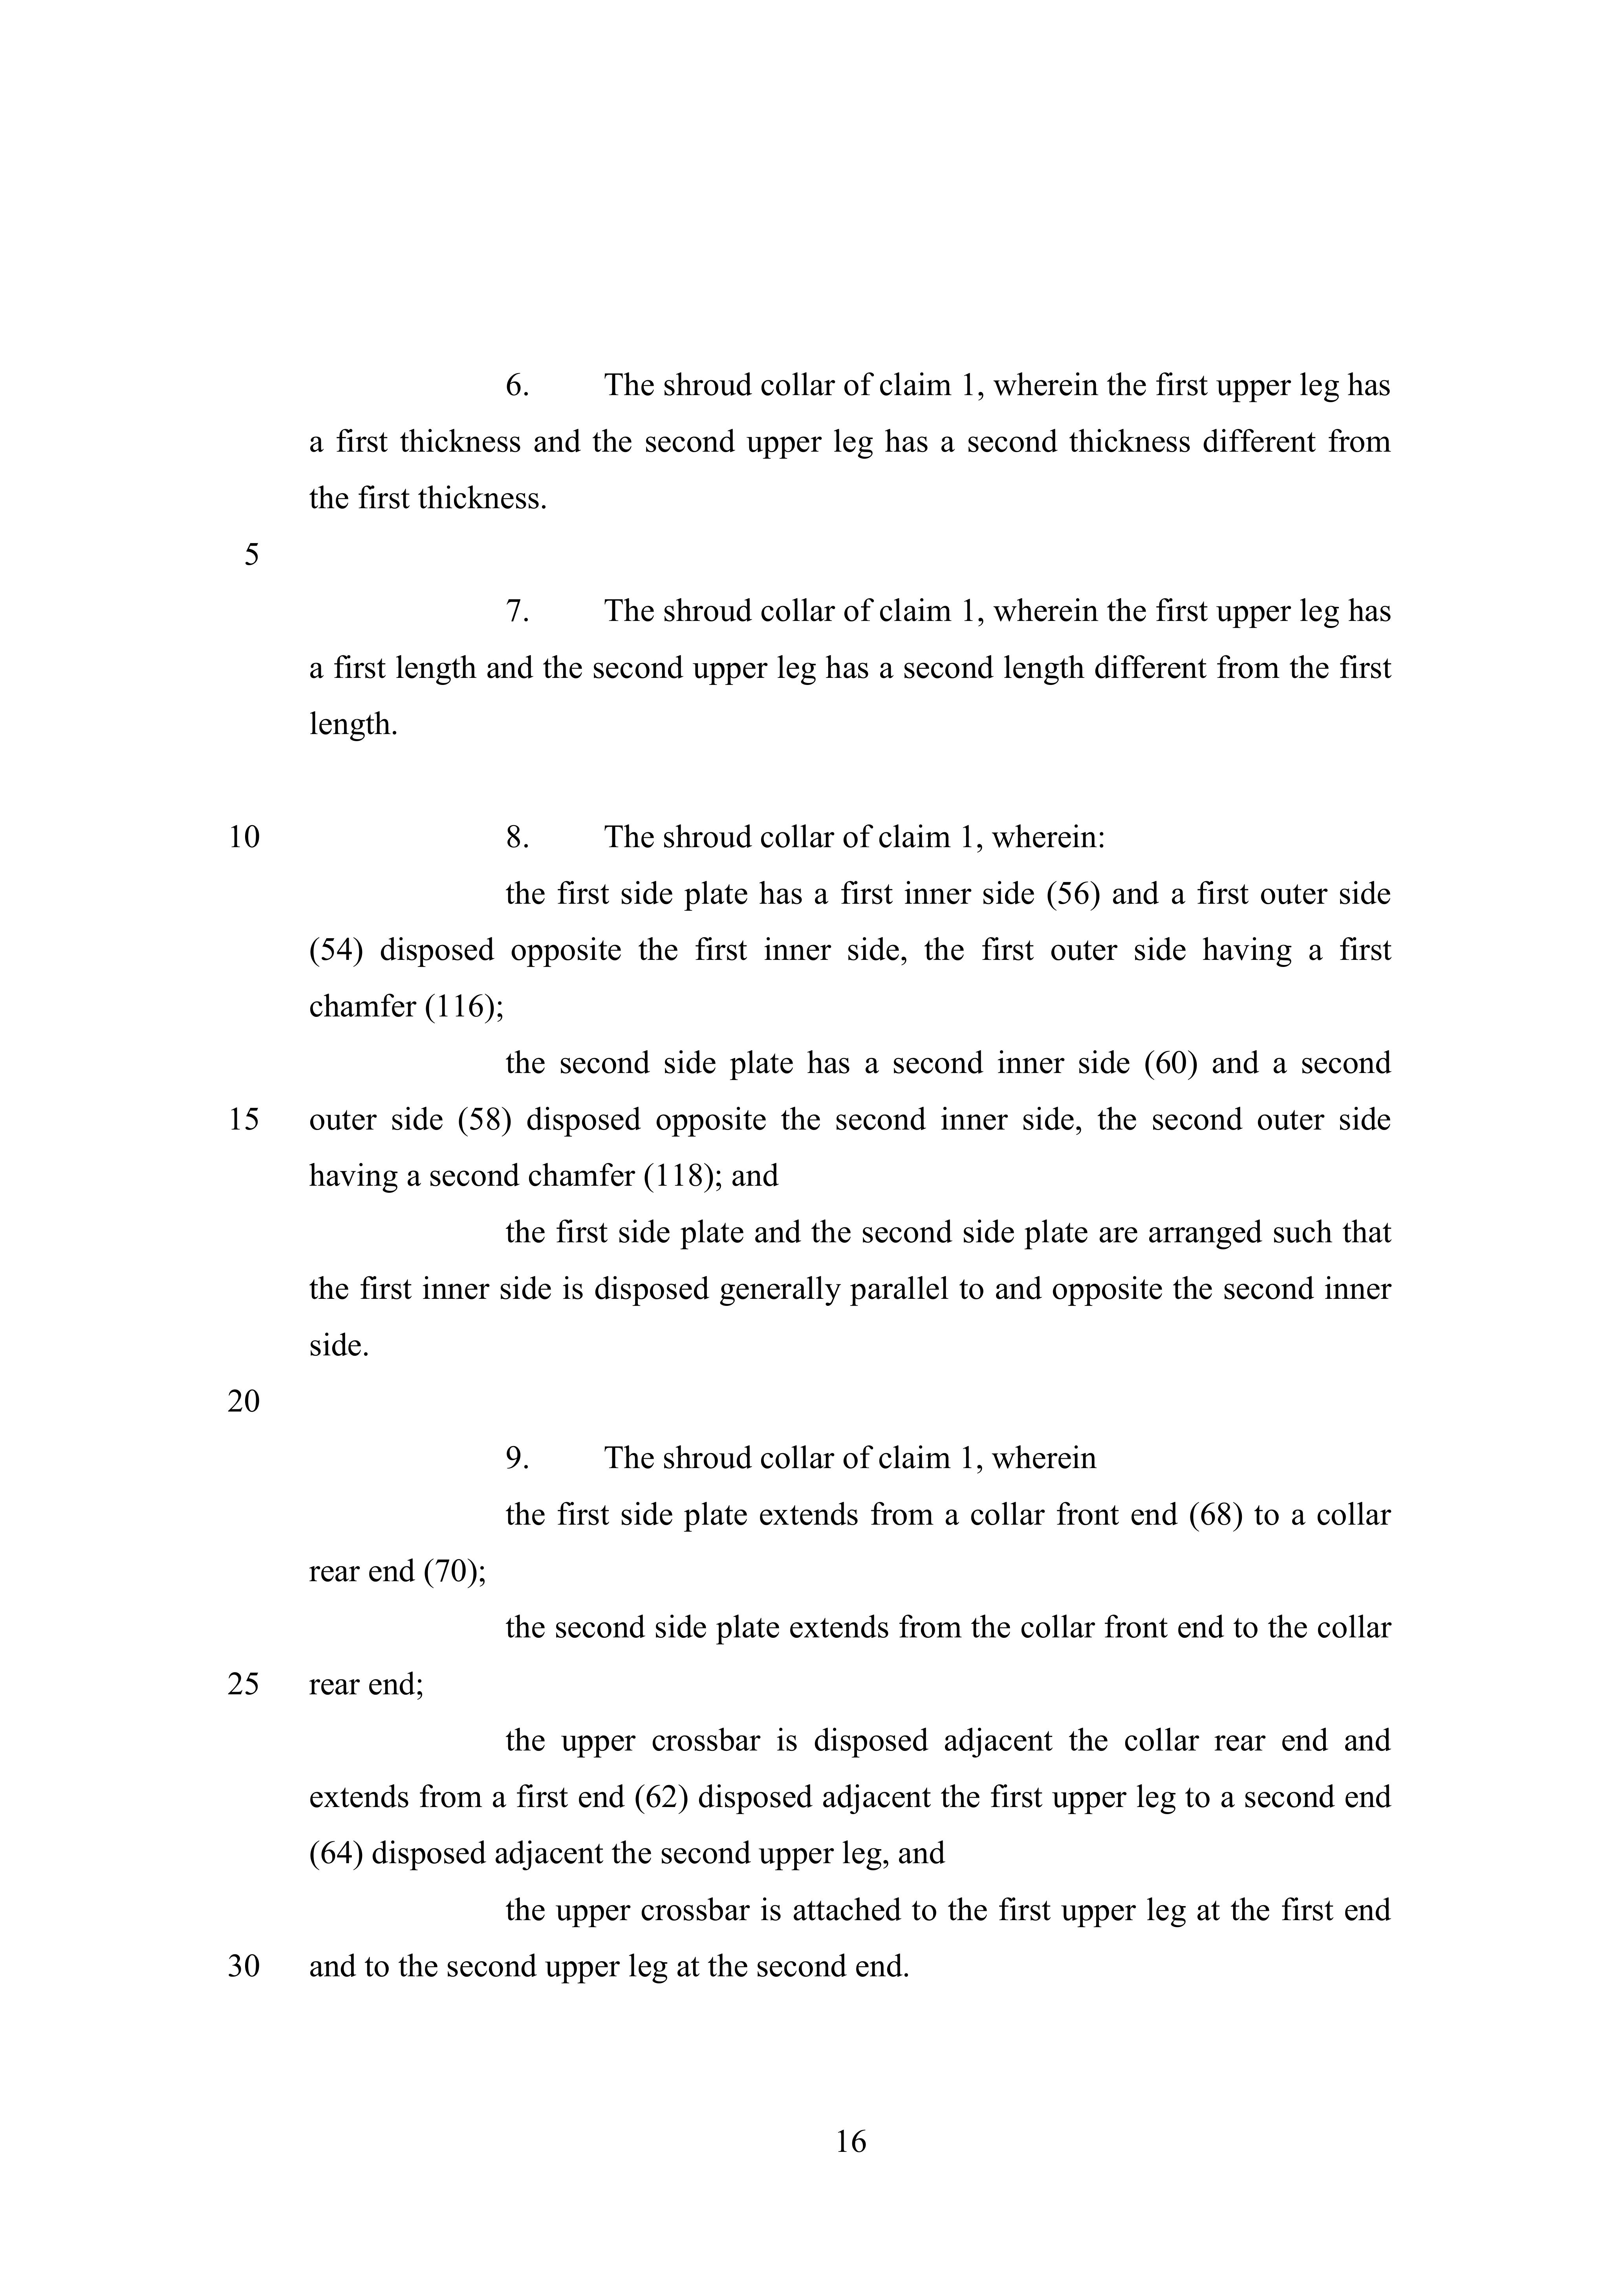 6. The shroud collar of claim 1, wherein the first upper leg has
a first thickness and the second upper leg has a second thickness different from
the first thickness.
5
7. The shroud collar of claim 1, wherein the first upper leg has
a first length and the second upper leg has a second length different from the first
length.
10 8. The shroud collar of claim 1, wherein:
the first side plate has a first inner side (56) and a first outer side
(54) disposed opposite the first inner side, the first outer side having a first
chamfer (116);
the second side plate has a second inner side (60) and a second
15 outer side (58) disposed opposite the second inner side, the second outer side
having a second chamfer (118); and
the first side plate and the second side plate are arranged such that
the first inner side is disposed generally parallel to and opposite the second inner
side.
20
9. The shroud collar of claim 1, wherein
the first side plate extends from a collar front end (68) to a collar
rear end (70);
the second side plate extends from the collar front end to the collar
25 rear end;
the upper crossbar is disposed adjacent the collar rear end and
extends from a first end (62) disposed adjacent the first upper leg to a second end
(64) disposed adjacent the second upper leg, and
the upper crossbar is attached to the first upper leg at the first end
30 and to the second upper leg at the second end.
16